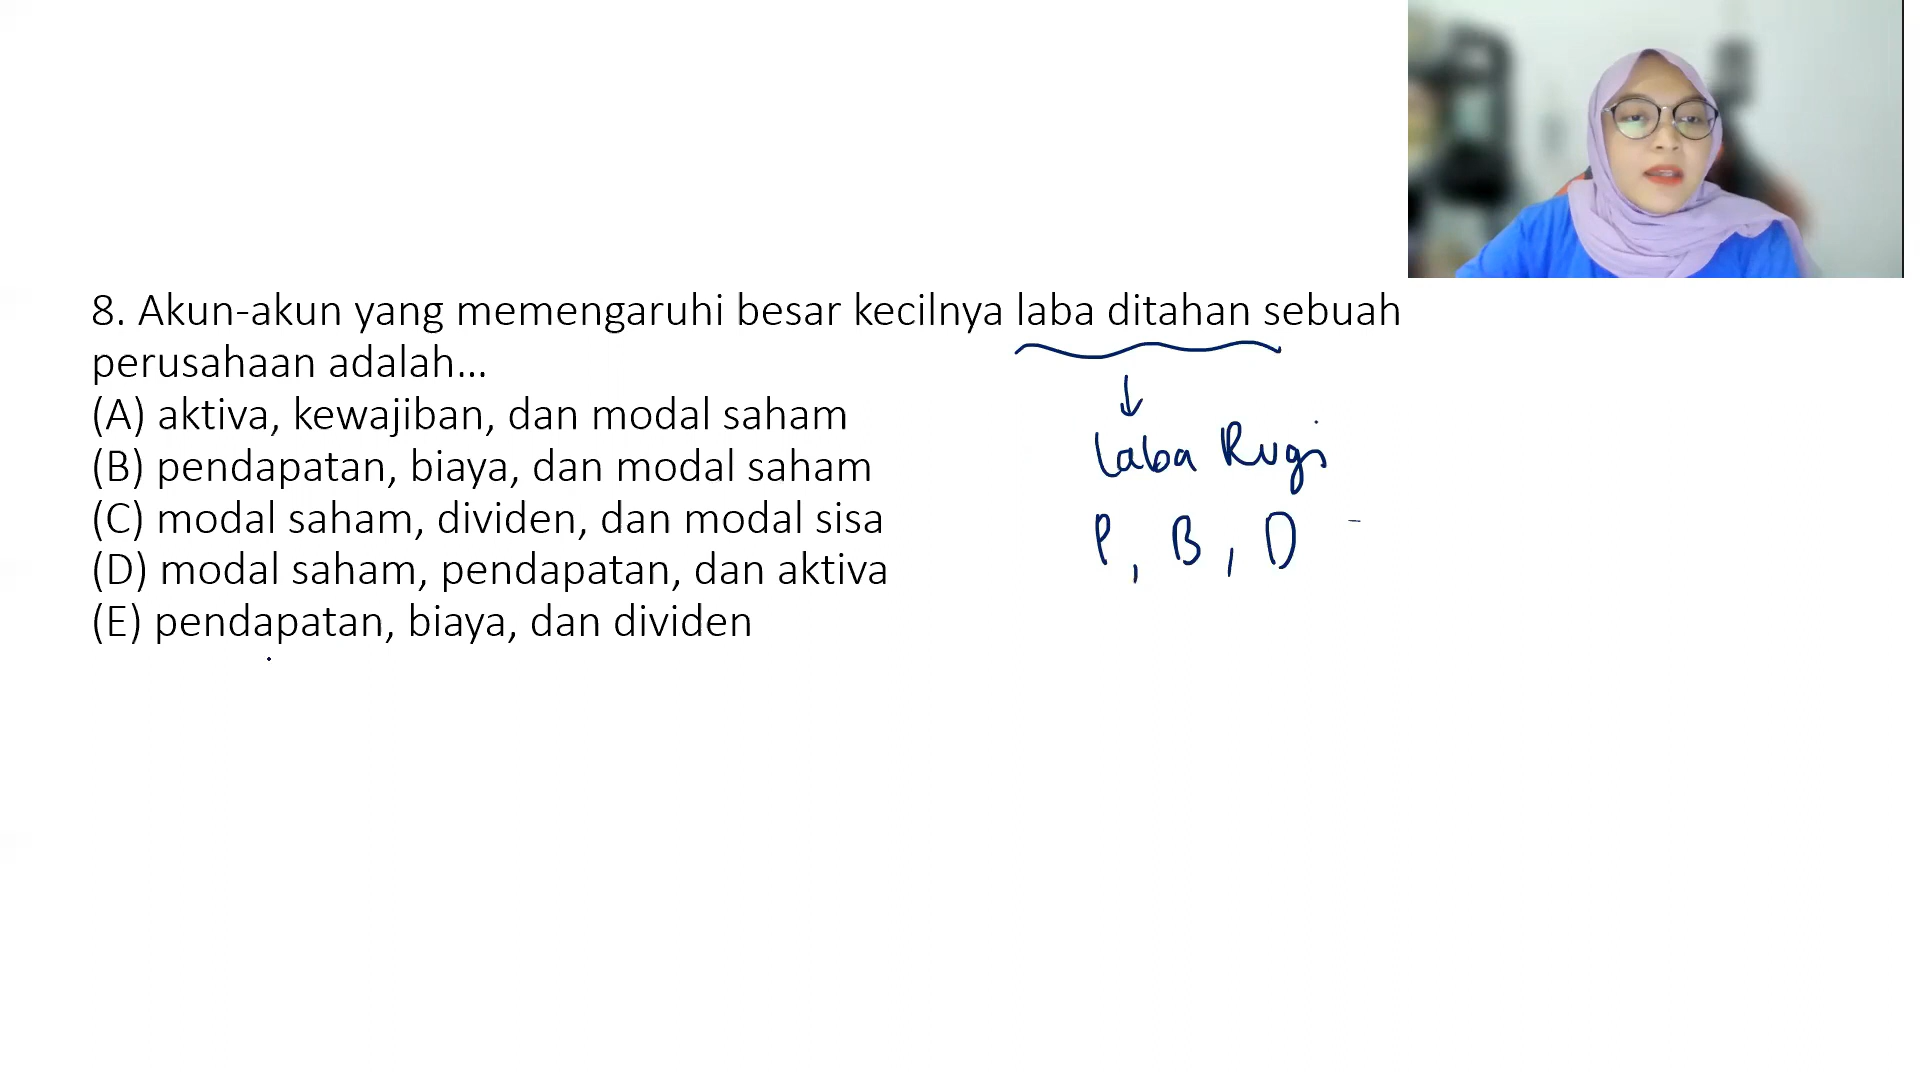 8. Akun-akun yang memengaruhi besar kecilnya laba ditahan sebuah
perusahaan adalah...
(A) aktiva, kewajiban, dan modal saham
(B) pendapatan, biaya, dan modal saham
(C) modal saham, dividen, dan modal sisa
(D) modal saham, pendapatan, dan aktiva
(E) pendapatan, biaya, dan dividen
Laba Rugi
P, B, D